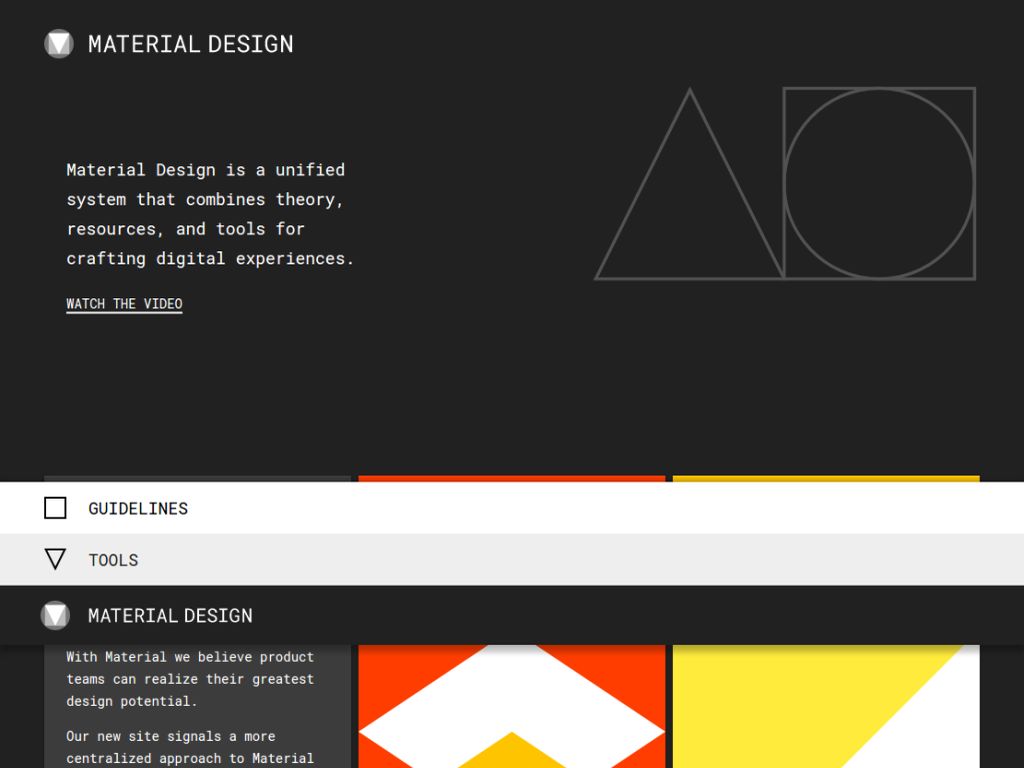 MATERIAL DESIGN
Material Design is a unified
system that combines theory,
resources, and tools for
crafting digital experiences.
WATCH THE VIDEO
GUIDELINES
TOOLS
MATERIAL DESIGN
With Material we believe product
teams can realize their greatest
design potential.
Our new site signals a more
centralized approach to Material